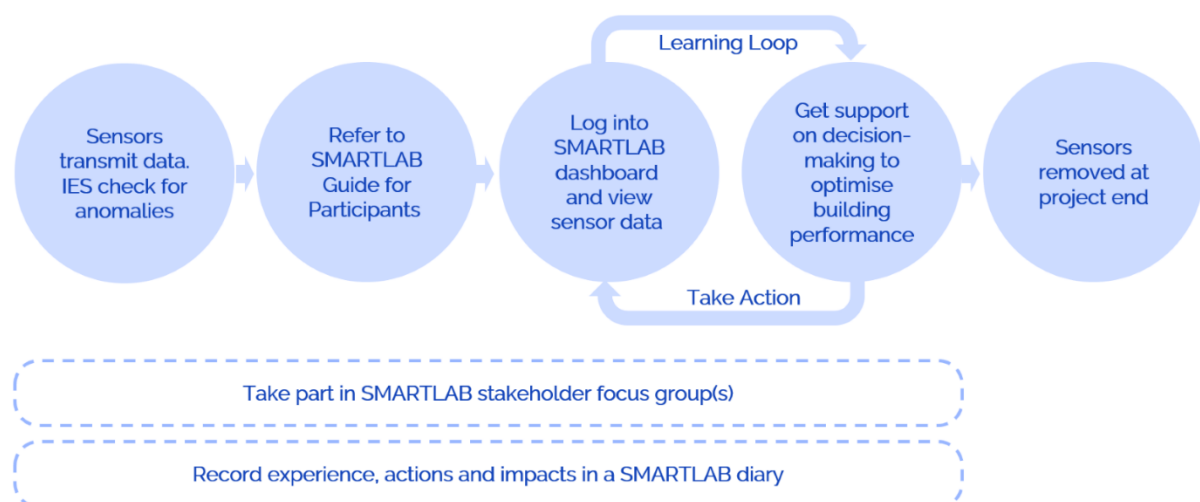 Learning Loop
Sensors
transmit data.
IES check for
anomalies
Refer to
SMARTLAB
Guide for
Participants
Log into
SMARTLAB
dashboard
and view
sensor data
Get support
on decision-
making to
optimise
building
performance
Sensors
removed at
project end
Take Action
Take part in SMARTLAB stakeholder focus group(s)
Record experience, actions and impacts in a SMARTLAB diary